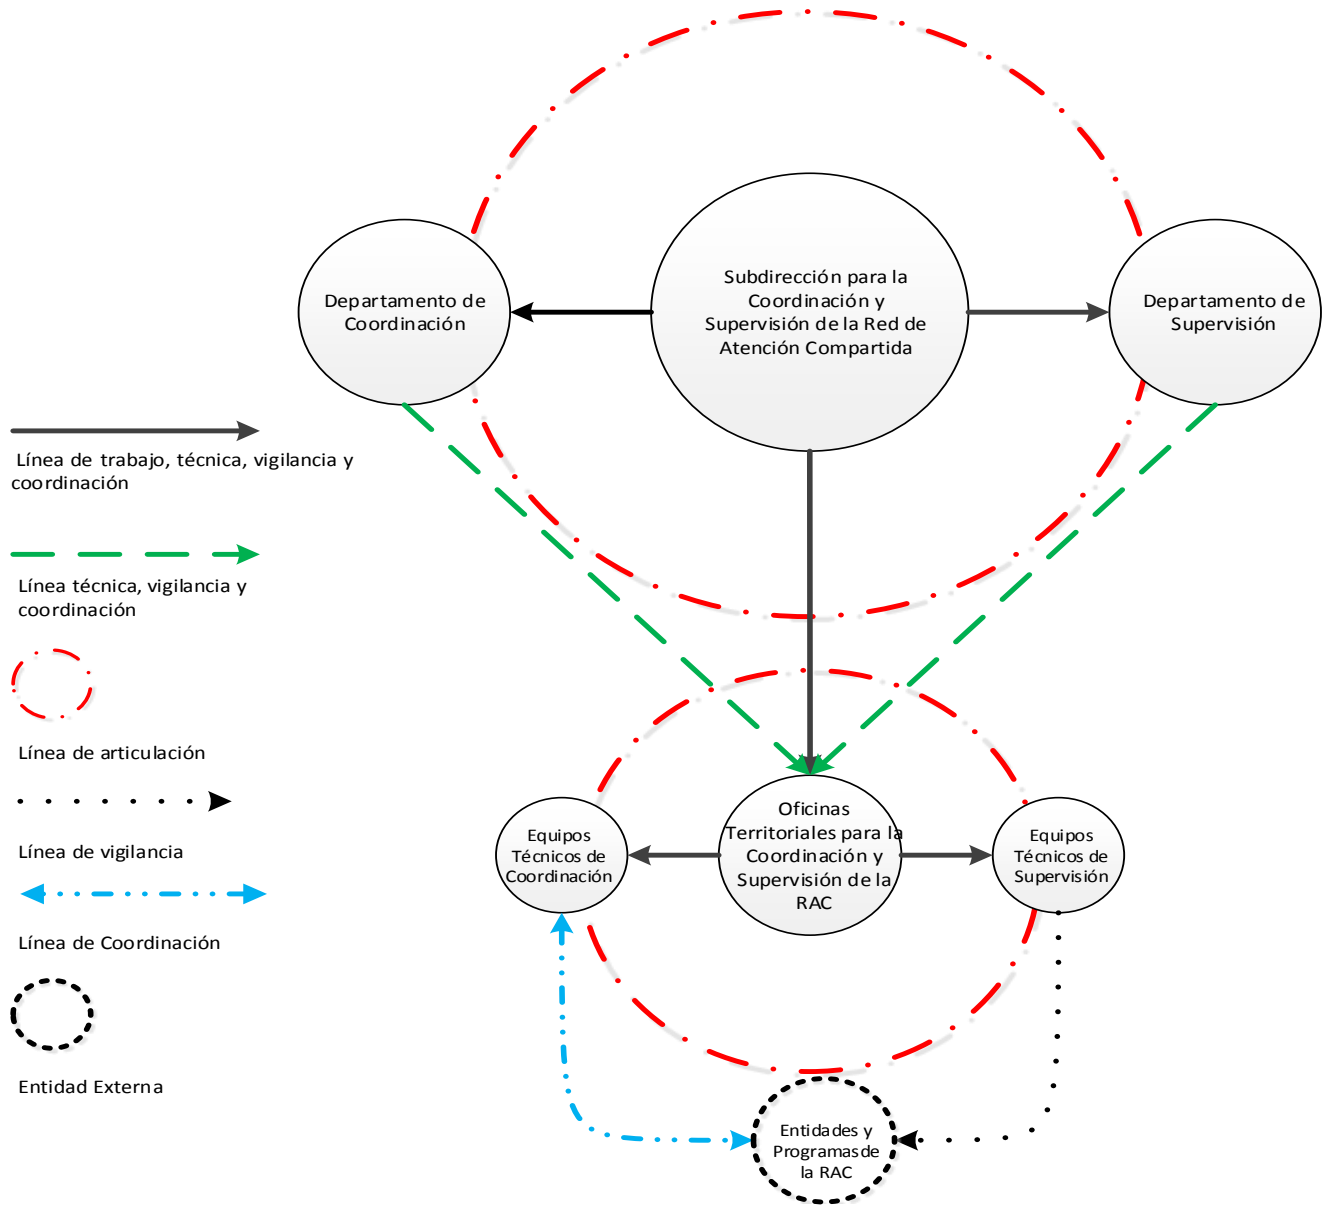 Subdirección para la
Coordinación y
Supervisión de la Red de
Atención Compartida
Departamento de
Coordinación
Departamento de
Supervisión
Línea de trabajo, técnica, vigilancia y
coordinación
Línea técnica, vigilancia y
coordinación
Línea de articulación
Línea de vigilancia
Línea de Coordinación
Entidad Externa
Equipos
Técnicos de
Coordinación
Oficinas
Territoriales para la
Coordinación y
Supervisión de la
RAC
Equipos
Técnicos de
Supervisión
Entidades y
Programas de
la RAC